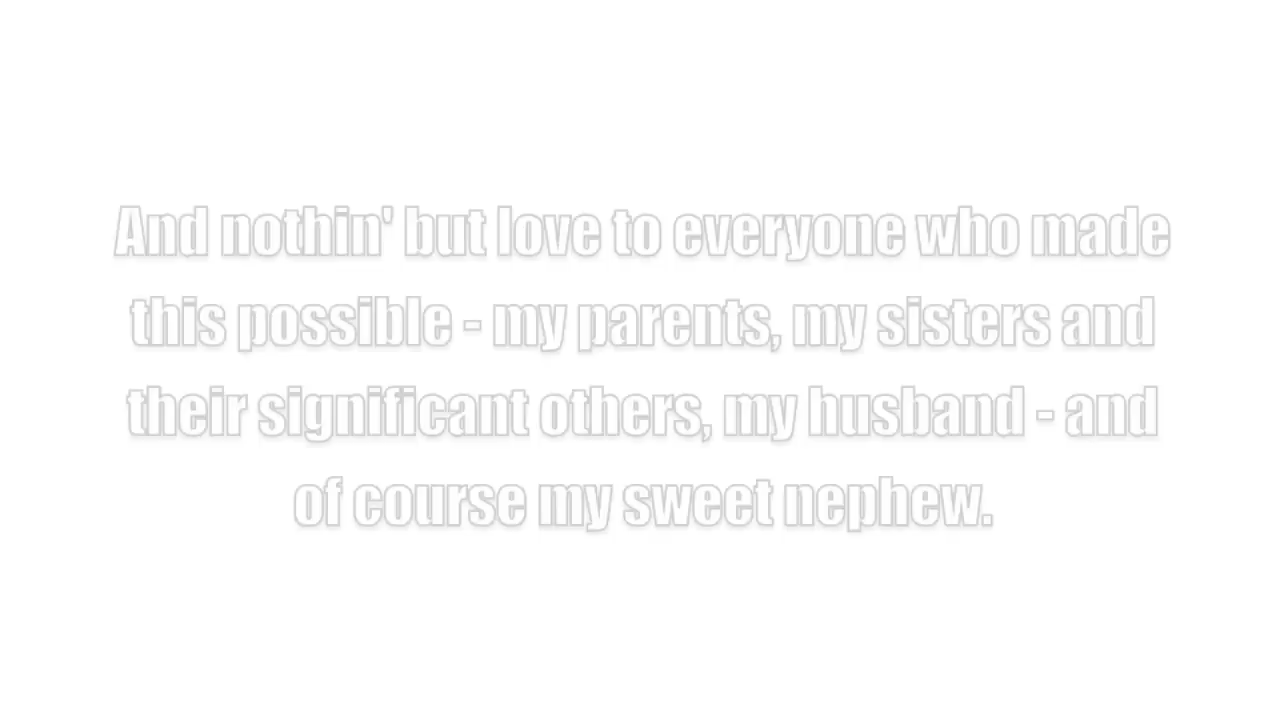 And nothin' but love to everyone who made
this possible - my parents, my sisters and
their significant others, my husband - and
of course my sweet nephew.